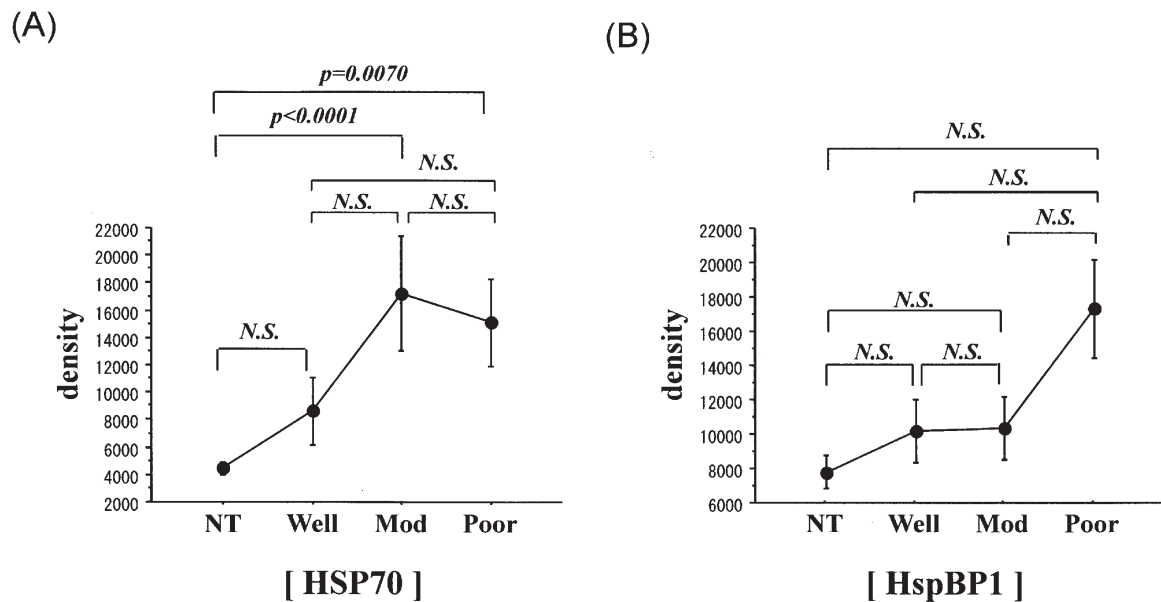 (A)
p=0.0070
p<0.0001
N.S.
N.S. N.S.
N.S.
22000
20000
18000
16000
14000
12000
10000
8000
6000
4000
2000
density
NT Well Mod Poor
[ HSP70 ]
(B)
N.S.
N.S.
N.S.
N.S.
N.S. N.S.
22000
20000
18000
16000
14000
12000
10000
8000
6000
density
NT Well Mod Poor
[ HspBP1 ]